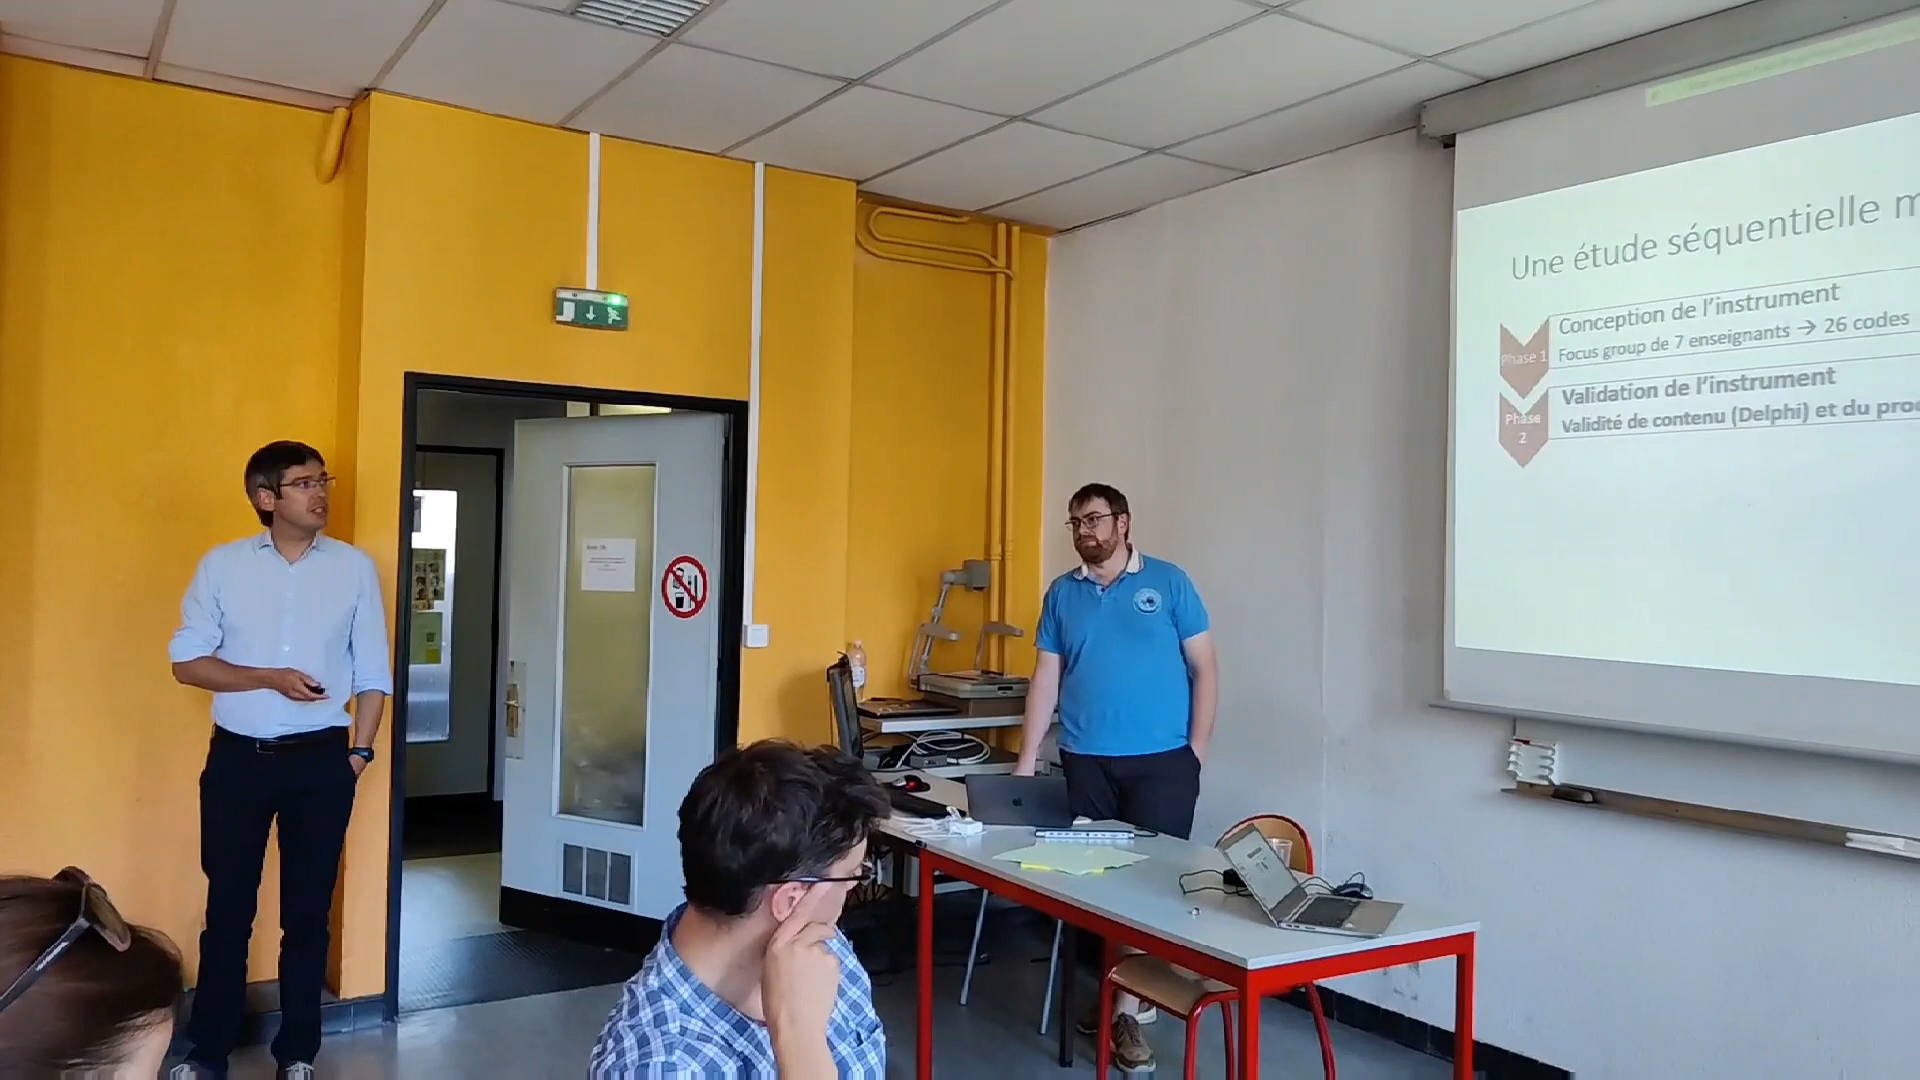 Une étude séquentielle m
Conception de l'instrument
Phase 1
Focus group de 7 enseignants → 26 codes
Validation de l'instrument
Phase
2
Validité de contenu (Delphi) et du pro